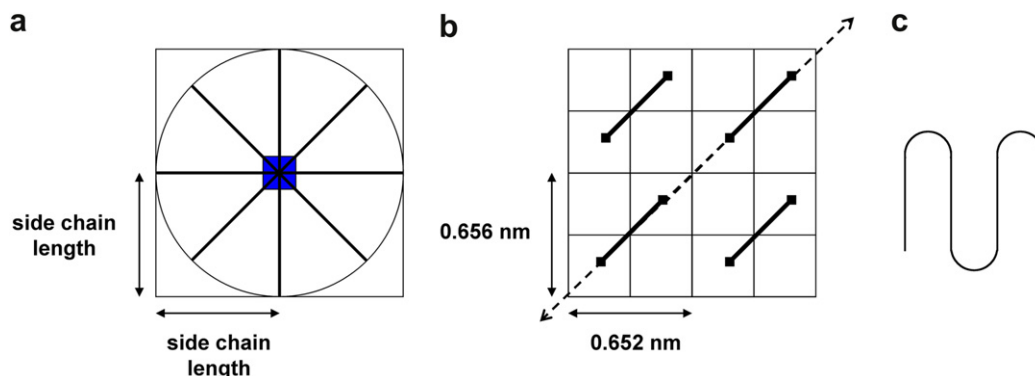 a
b
c
side chain
length
side chain
length
0.656 nm
0.652 nm